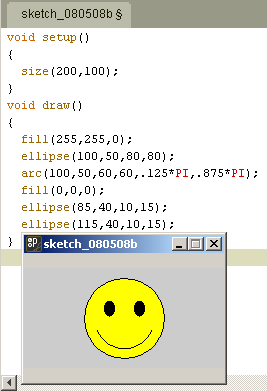 sketch_080508b §
void setup()
{
  size(200,100);
}
void draw()
{
  fill(255,255,0);
  ellipse(100,50,80,80);
  arc(100,50,60,60,.125*PI,.875*PI);
  fill(0,0,0);
  ellipse(85,40,10,15);
  ellipse(115,40,10,15);
}
sketch_080508b